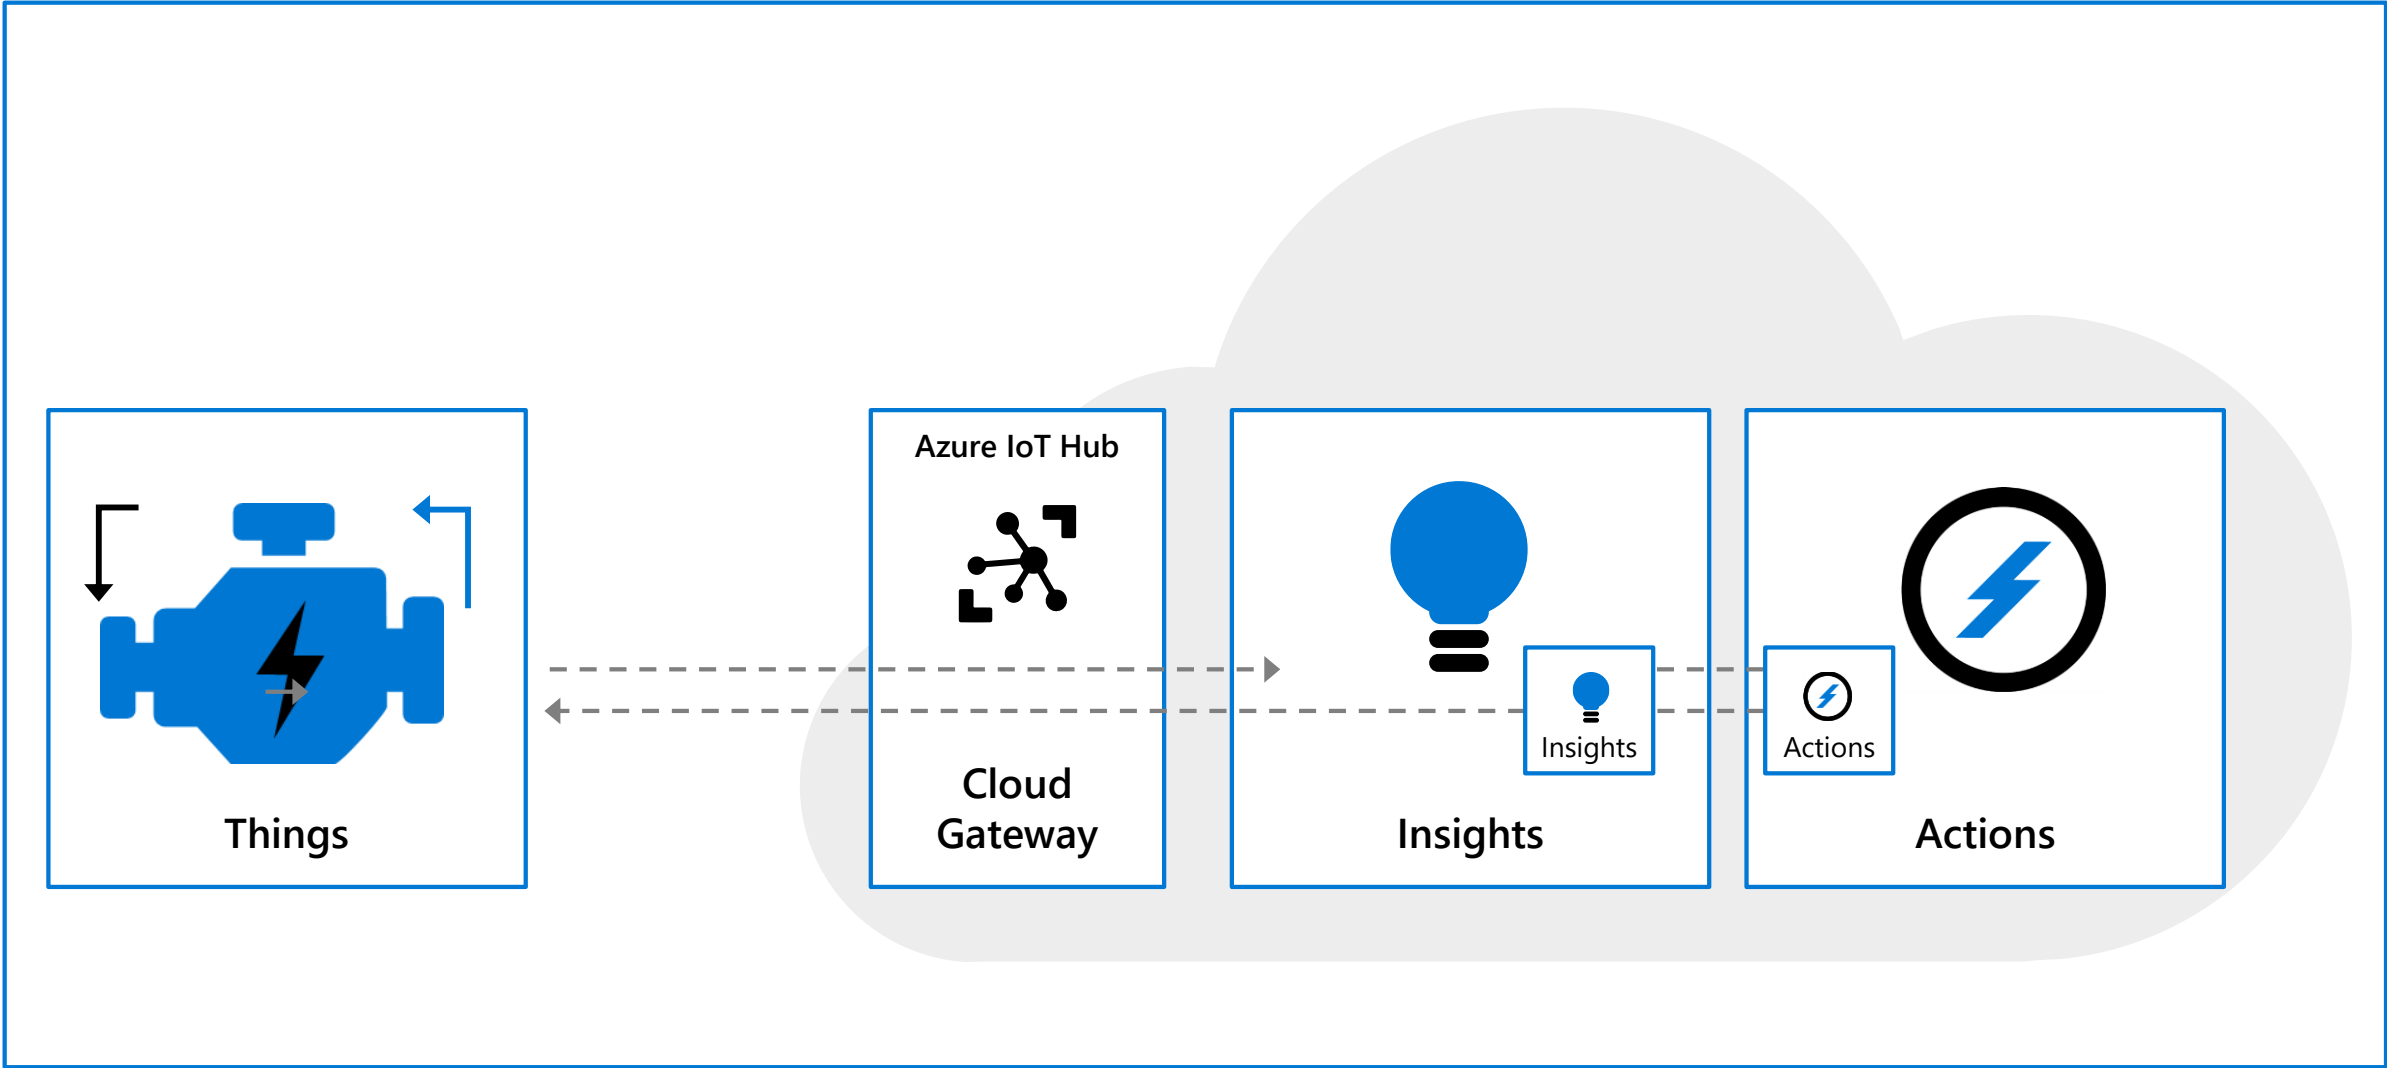 Azure IoT Hub
Things
Cloud
Gateway
Insights
Insights
Actions
Actions